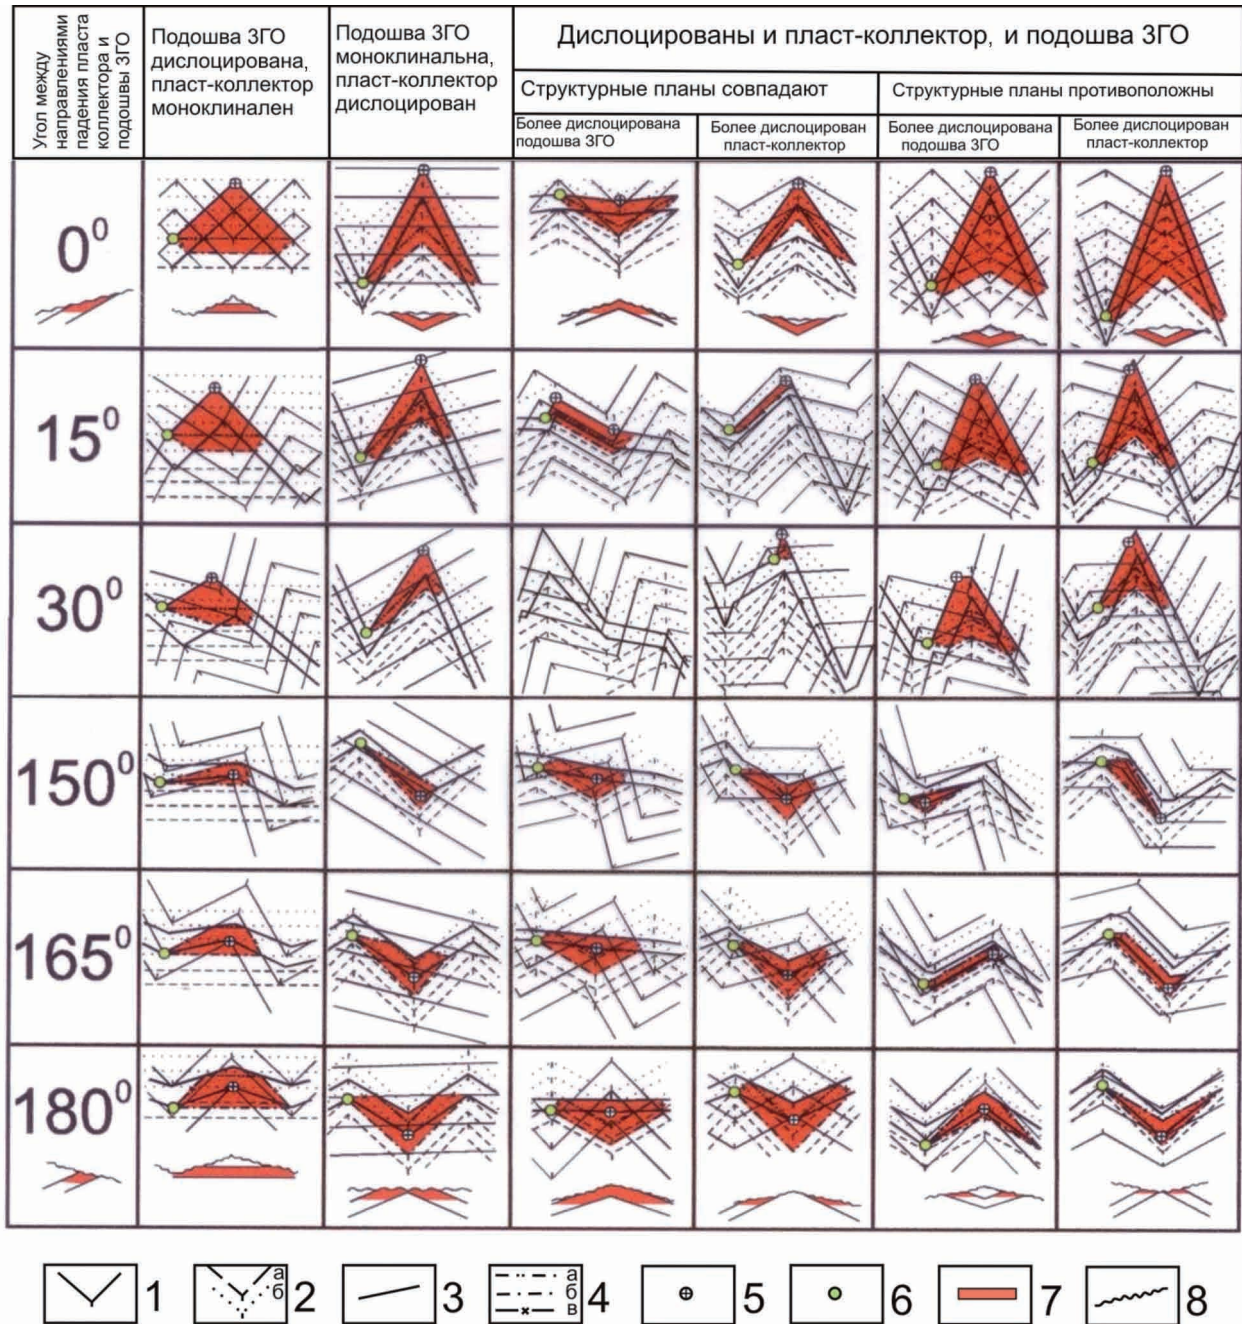 Угол между
направлениями
падения пласта
коллектора и
подошвы ЗГО
Подошва ЗГО
дислоцирована,
пласт-коллектор
моноклинален
Подошва ЗГО
моноклинальна,
пласт-коллектор
дислоцирован
Дислоцированы и пласт-коллектор, и подошва ЗГО
Структурные планы совпадают
Структурные планы противоположны
Более дислоцирована
подошва ЗГО
Более дислоцирован
пласт-коллектор
Более дислоцирована
подошва ЗГО
Более дислоцирован
пласт-коллектор
0⁰
15⁰
30⁰
150⁰
165⁰
180⁰
1
а
б
2
3
а
б
в
4
5
6
7
8